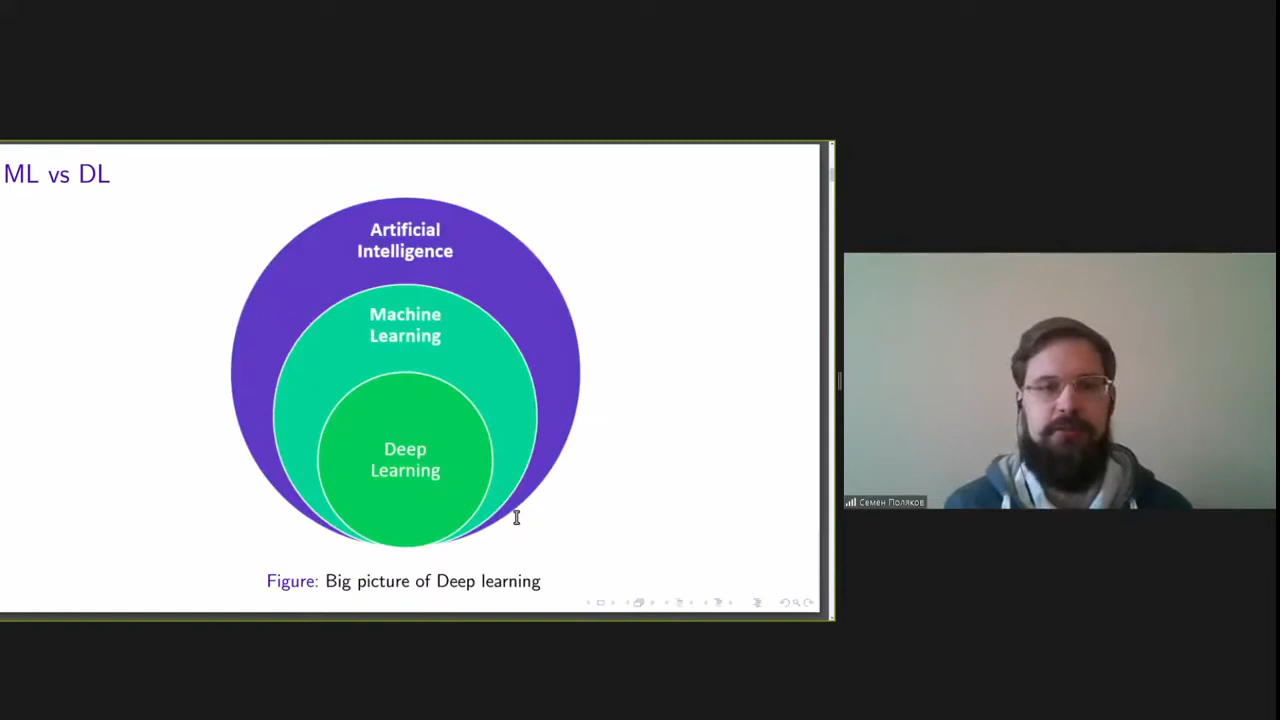 ML vs DL
Artificial
Intelligence
Machine
Learning
Deep
Learning
Figure: Big picture of Deep learning
Семен Поляков